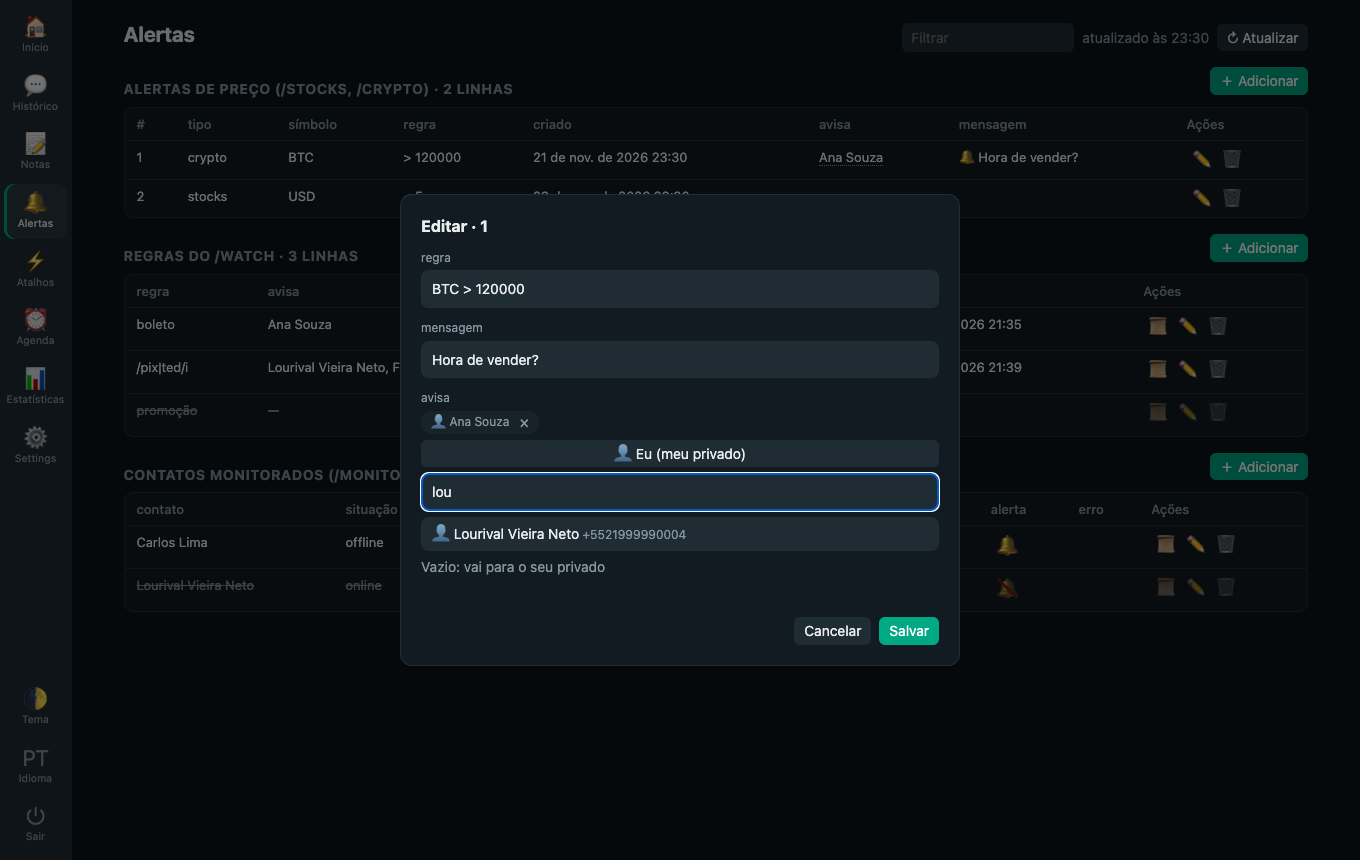 Início
Histórico
Notas
Alertas
Atalhos
Agenda
Estatísticas
Settings
Tema
PT
Idioma
Sair
Alertas
Filtrar
atualizado às 23:30
Atualizar
ALERTAS DE PREÇO (/STOCKS, /CRYPTO) · 2 LINHAS
+ Adicionar
# tipo símbolo regra criado avisa mensagem Ações
1 crypto BTC > 120000 21 de nov. de 2026 23:30 Ana Souza Hora de vender?
2 stocks USD
REGRAS DO /WATCH · 3 LINHAS
+ Adicionar
regra avisa Ações
boleto Ana Souza 026 21:35
/pix|ted/i Lourival Vieira Neto, F 026 21:39
promoção —
CONTATOS MONITORADOS (/MONITO
+ Adicionar
contato situação alerta erro Ações
Carlos Lima offline
Lourival Vieira Neto online
Editar · 1
regra
BTC > 120000
mensagem
Hora de vender?
avisa
Ana Souza ×
Eu (meu privado)
lou
Lourival Vieira Neto +5521999990004
Vazio: vai para o seu privado
Cancelar
Salvar